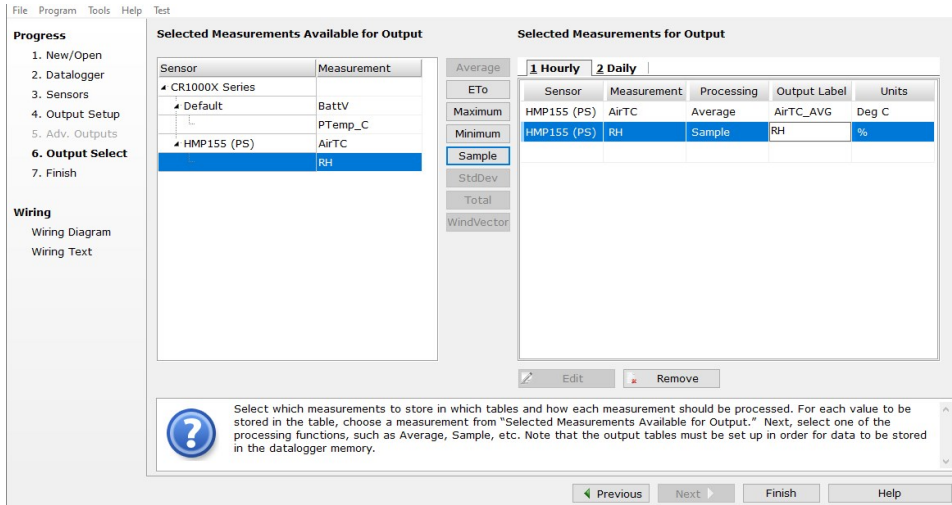 File Program Tools Help Test
Progress
1. New/Open
2. Datalogger
3. Sensors
4. Output Setup
5. Adv. Outputs
6. Output Select
7. Finish
Wiring
Wiring Diagram
Wiring Text
Selected Measurements Available for Output
Sensor Measurement
CR1000X Series
Default BattV
PTemp_C
HMP155 (PS) AirTC
RH
Average
ETo
Maximum
Minimum
Sample
StdDev
Total
WindVector
Selected Measurements for Output
1 Hourly 2 Daily
Sensor Measurement Processing Output Label Units
HMP155 (PS) AirTC Average AirTC_AVG Deg C
HMP155 (PS) RH Sample RH %
Edit Remove
Select which measurements to store in which tables and how each measurement should be processed. For each value to be
stored in the table, choose a measurement from “Selected Measurements Available for Output.” Next, select one of the
processing functions, such as Average, Sample, etc. Note that the output tables must be set up in order for data to be stored
in the datalogger memory.
Previous Next Finish Help